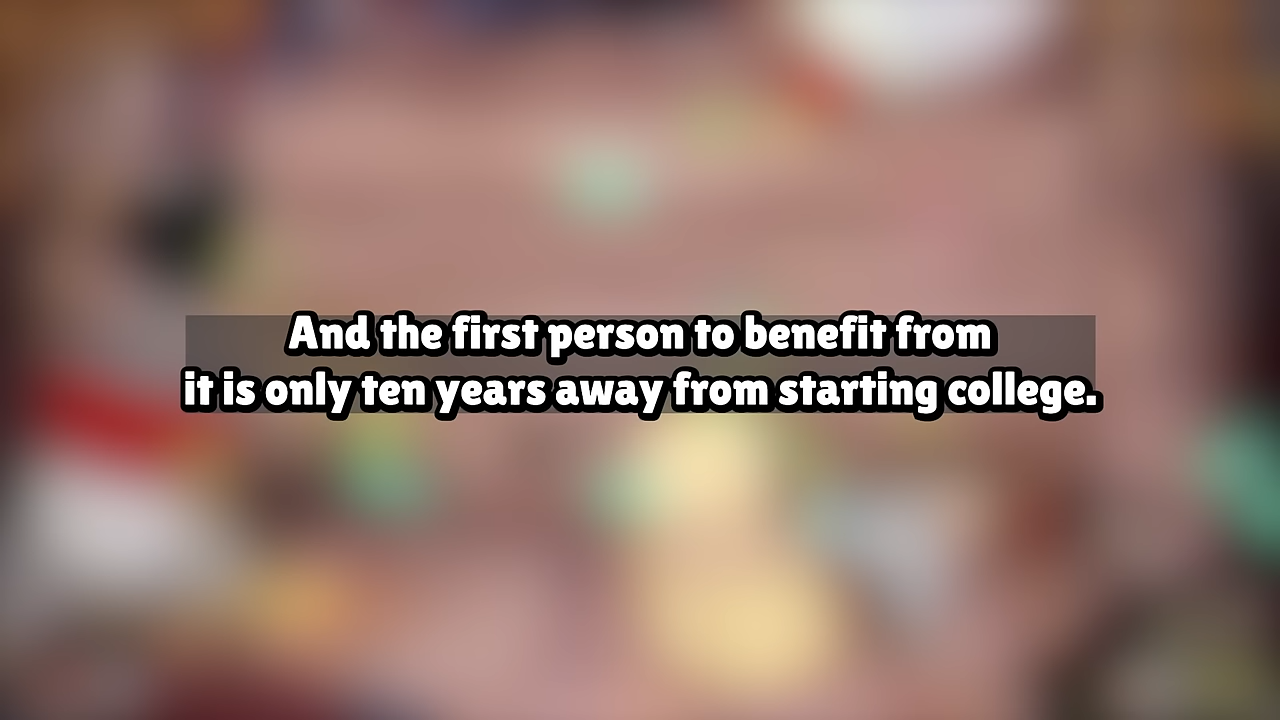 And the first person to benefit from
it is only ten years away from starting college.